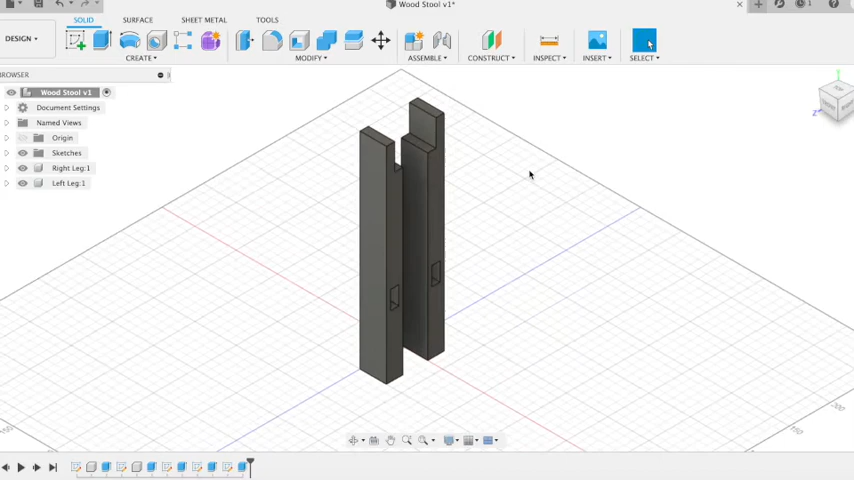 Wood Stool v1*
SOLID SURFACE SHEET METAL TOOLS
DESIGN
CREATE MODIFY ASSEMBLE CONSTRUCT INSPECT INSERT SELECT
BROWSER
Wood Stool v1
Document Settings
Named Views
Origin
Sketches
Right Leg:1
Left Leg:1
TOP
Z